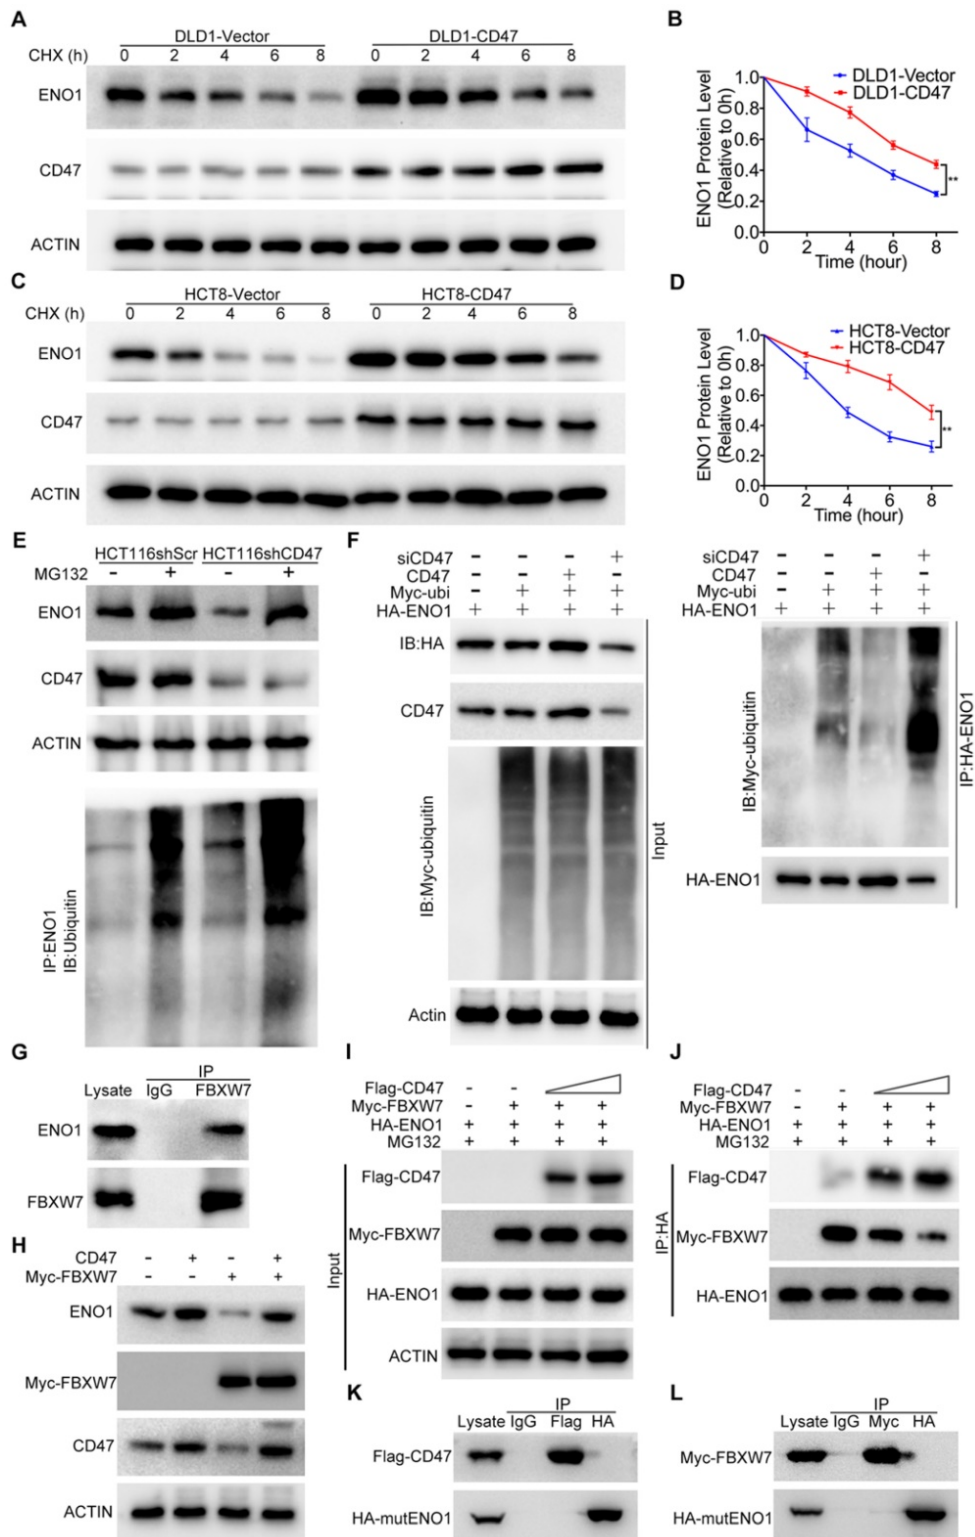 A
DLD1-Vector DLD1-CD47
CHX (h) 0 2 4 6 8 0 2 4 6 8
ENO1
CD47
ACTIN
B
DLD1-Vector
DLD1-CD47
ENO1 Protein Level
(Relative to 0h)
1.0
0.8
0.6
0.4
0.2
0.0
**
0 2 4 6 8
Time (hour)
C
HCT8-Vector HCT8-CD47
CHX (h) 0 2 4 6 8 0 2 4 6 8
ENO1
CD47
ACTIN
D
HCT8-Vector
HCT8-CD47
ENO1 Protein Level
(Relative to 0h)
1.0
0.8
0.6
0.4
0.2
0.0
**
0 2 4 6 8
Time (hour)
E
HCT116shScr HCT116shCD47
MG132 - + - +
ENO1
CD47
ACTIN
IP:ENO1
IB:Ubiquitin
F
siCD47 - - - +
CD47 - - + -
Myc-ubi - + + +
HA-ENO1 + + + +
IB:HA
CD47
IB:Myc-ubiquitin
Actin
Input
siCD47 - - - +
CD47 - - + -
Myc-ubi - + + +
HA-ENO1 + + + +
IB:Myc-ubiquitin
HA-ENO1
IP:HA-ENO1
G
IP
Lysate IgG FBXW7
ENO1
FBXW7
H
CD47 - + - +
Myc-FBXW7 - - + +
ENO1
Myc-FBXW7
CD47
ACTIN
I
Flag-CD47 - -
Myc-FBXW7 - + + +
HA-ENO1 + + + +
MG132 + + + +
Input
Flag-CD47
Myc-FBXW7
HA-ENO1
ACTIN
J
Flag-CD47 - -
Myc-FBXW7 - + + +
HA-ENO1 + + + +
MG132 + + + +
IP:HA
Flag-CD47
Myc-FBXW7
HA-ENO1
K
IP
Lysate IgG Flag HA
Flag-CD47
HA-mutENO1
L
IP
Lysate IgG Myc HA
Myc-FBXW7
HA-mutENO1